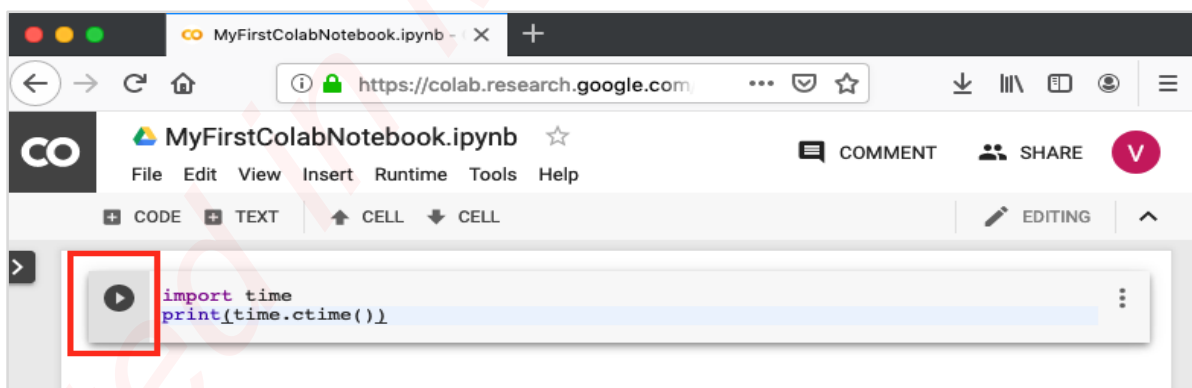 MyFirstColabNotebook.ipynb -
https://colab.research.google.com
CO MyFirstColabNotebook.ipynb
COMMENT SHARE V
File Edit View Insert Runtime Tools Help
CODE TEXT CELL CELL EDITING
import time
print(time.ctime())